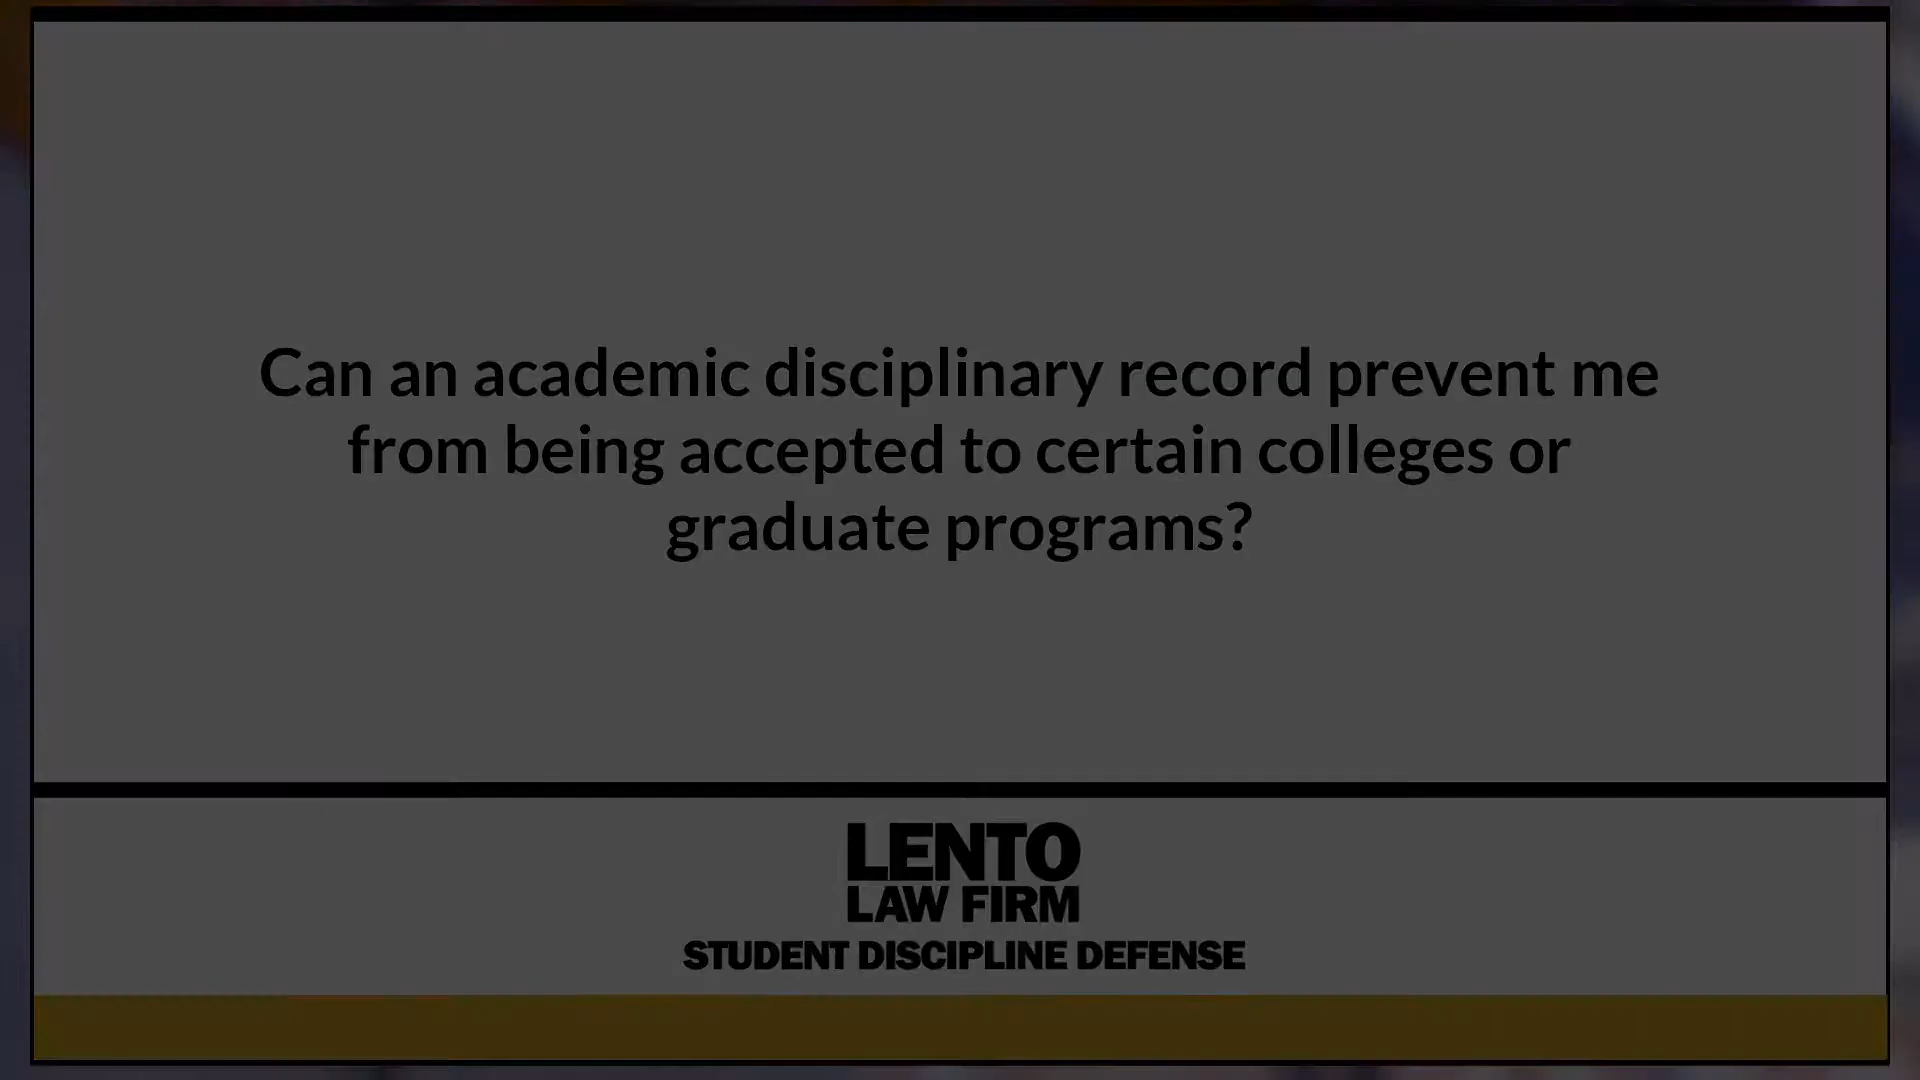 Can an academic disciplinary record prevent me
from being accepted to certain colleges or
graduate programs?
LENTO
LAW FIRM
STUDENT DISCIPLINE DEFENSE